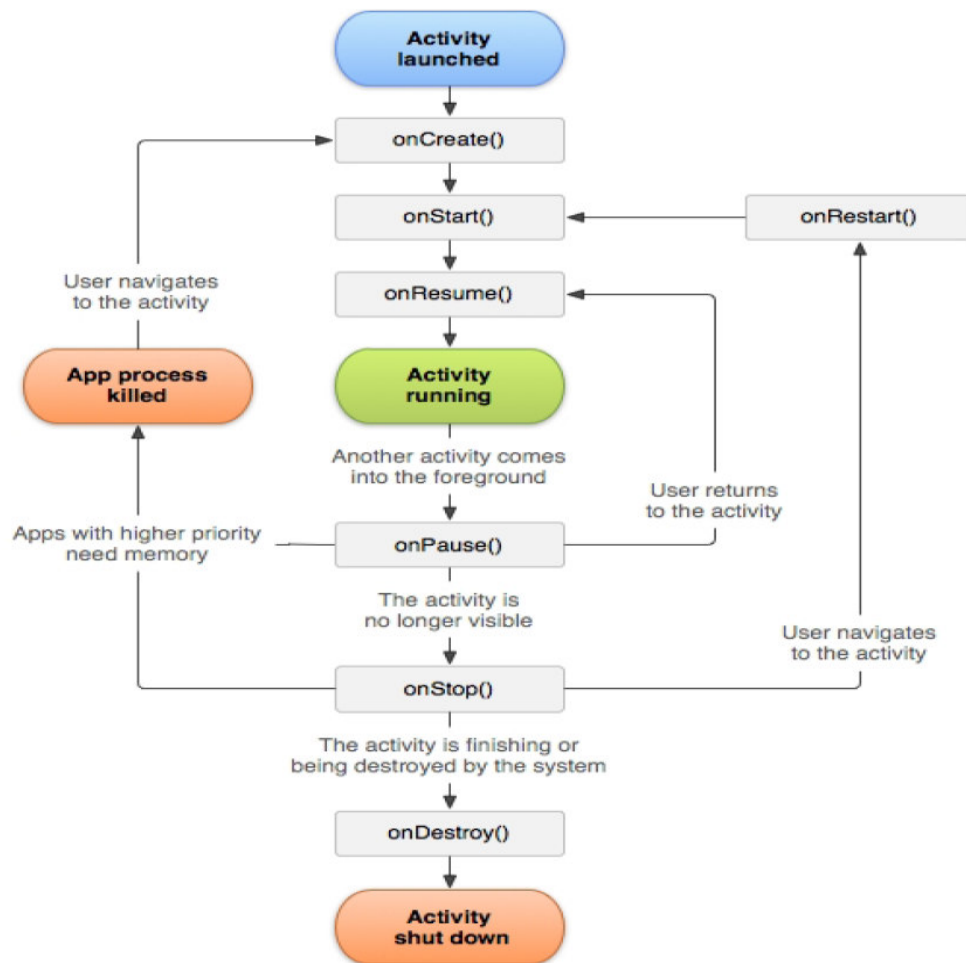 Activity
launched
onCreate()
onStart()
onRestart()
User navigates
to the activity
onResume()
App process
killed
Activity
running
Another activity comes
into the foreground
User returns
to the activity
Apps with higher priority
need memory
onPause()
The activity is
no longer visible
User navigates
to the activity
onStop()
The activity is finishing or
being destroyed by the system
onDestroy()
Activity
shut down